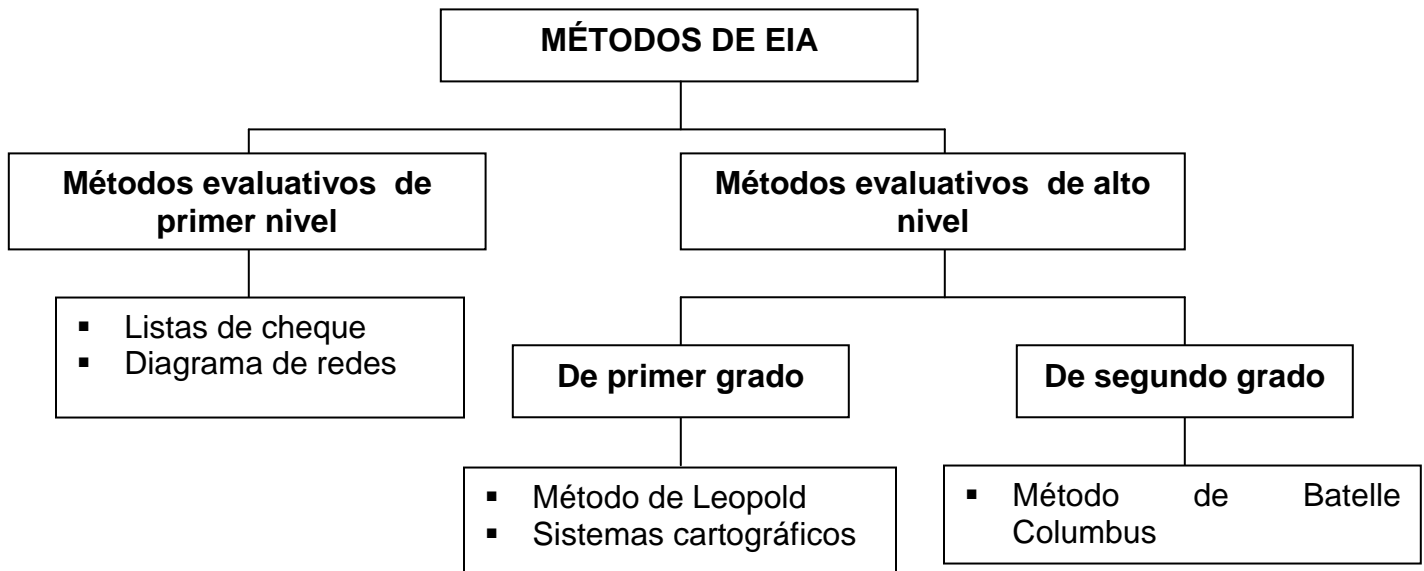 MÉTODOS DE EIA
Métodos evaluativos de
primer nivel
Métodos evaluativos de alto
nivel
▪ Listas de cheque
▪ Diagrama de redes
De primer grado
De segundo grado
▪ Método de Leopold
▪ Sistemas cartográficos
▪ Método de Batelle
Columbus